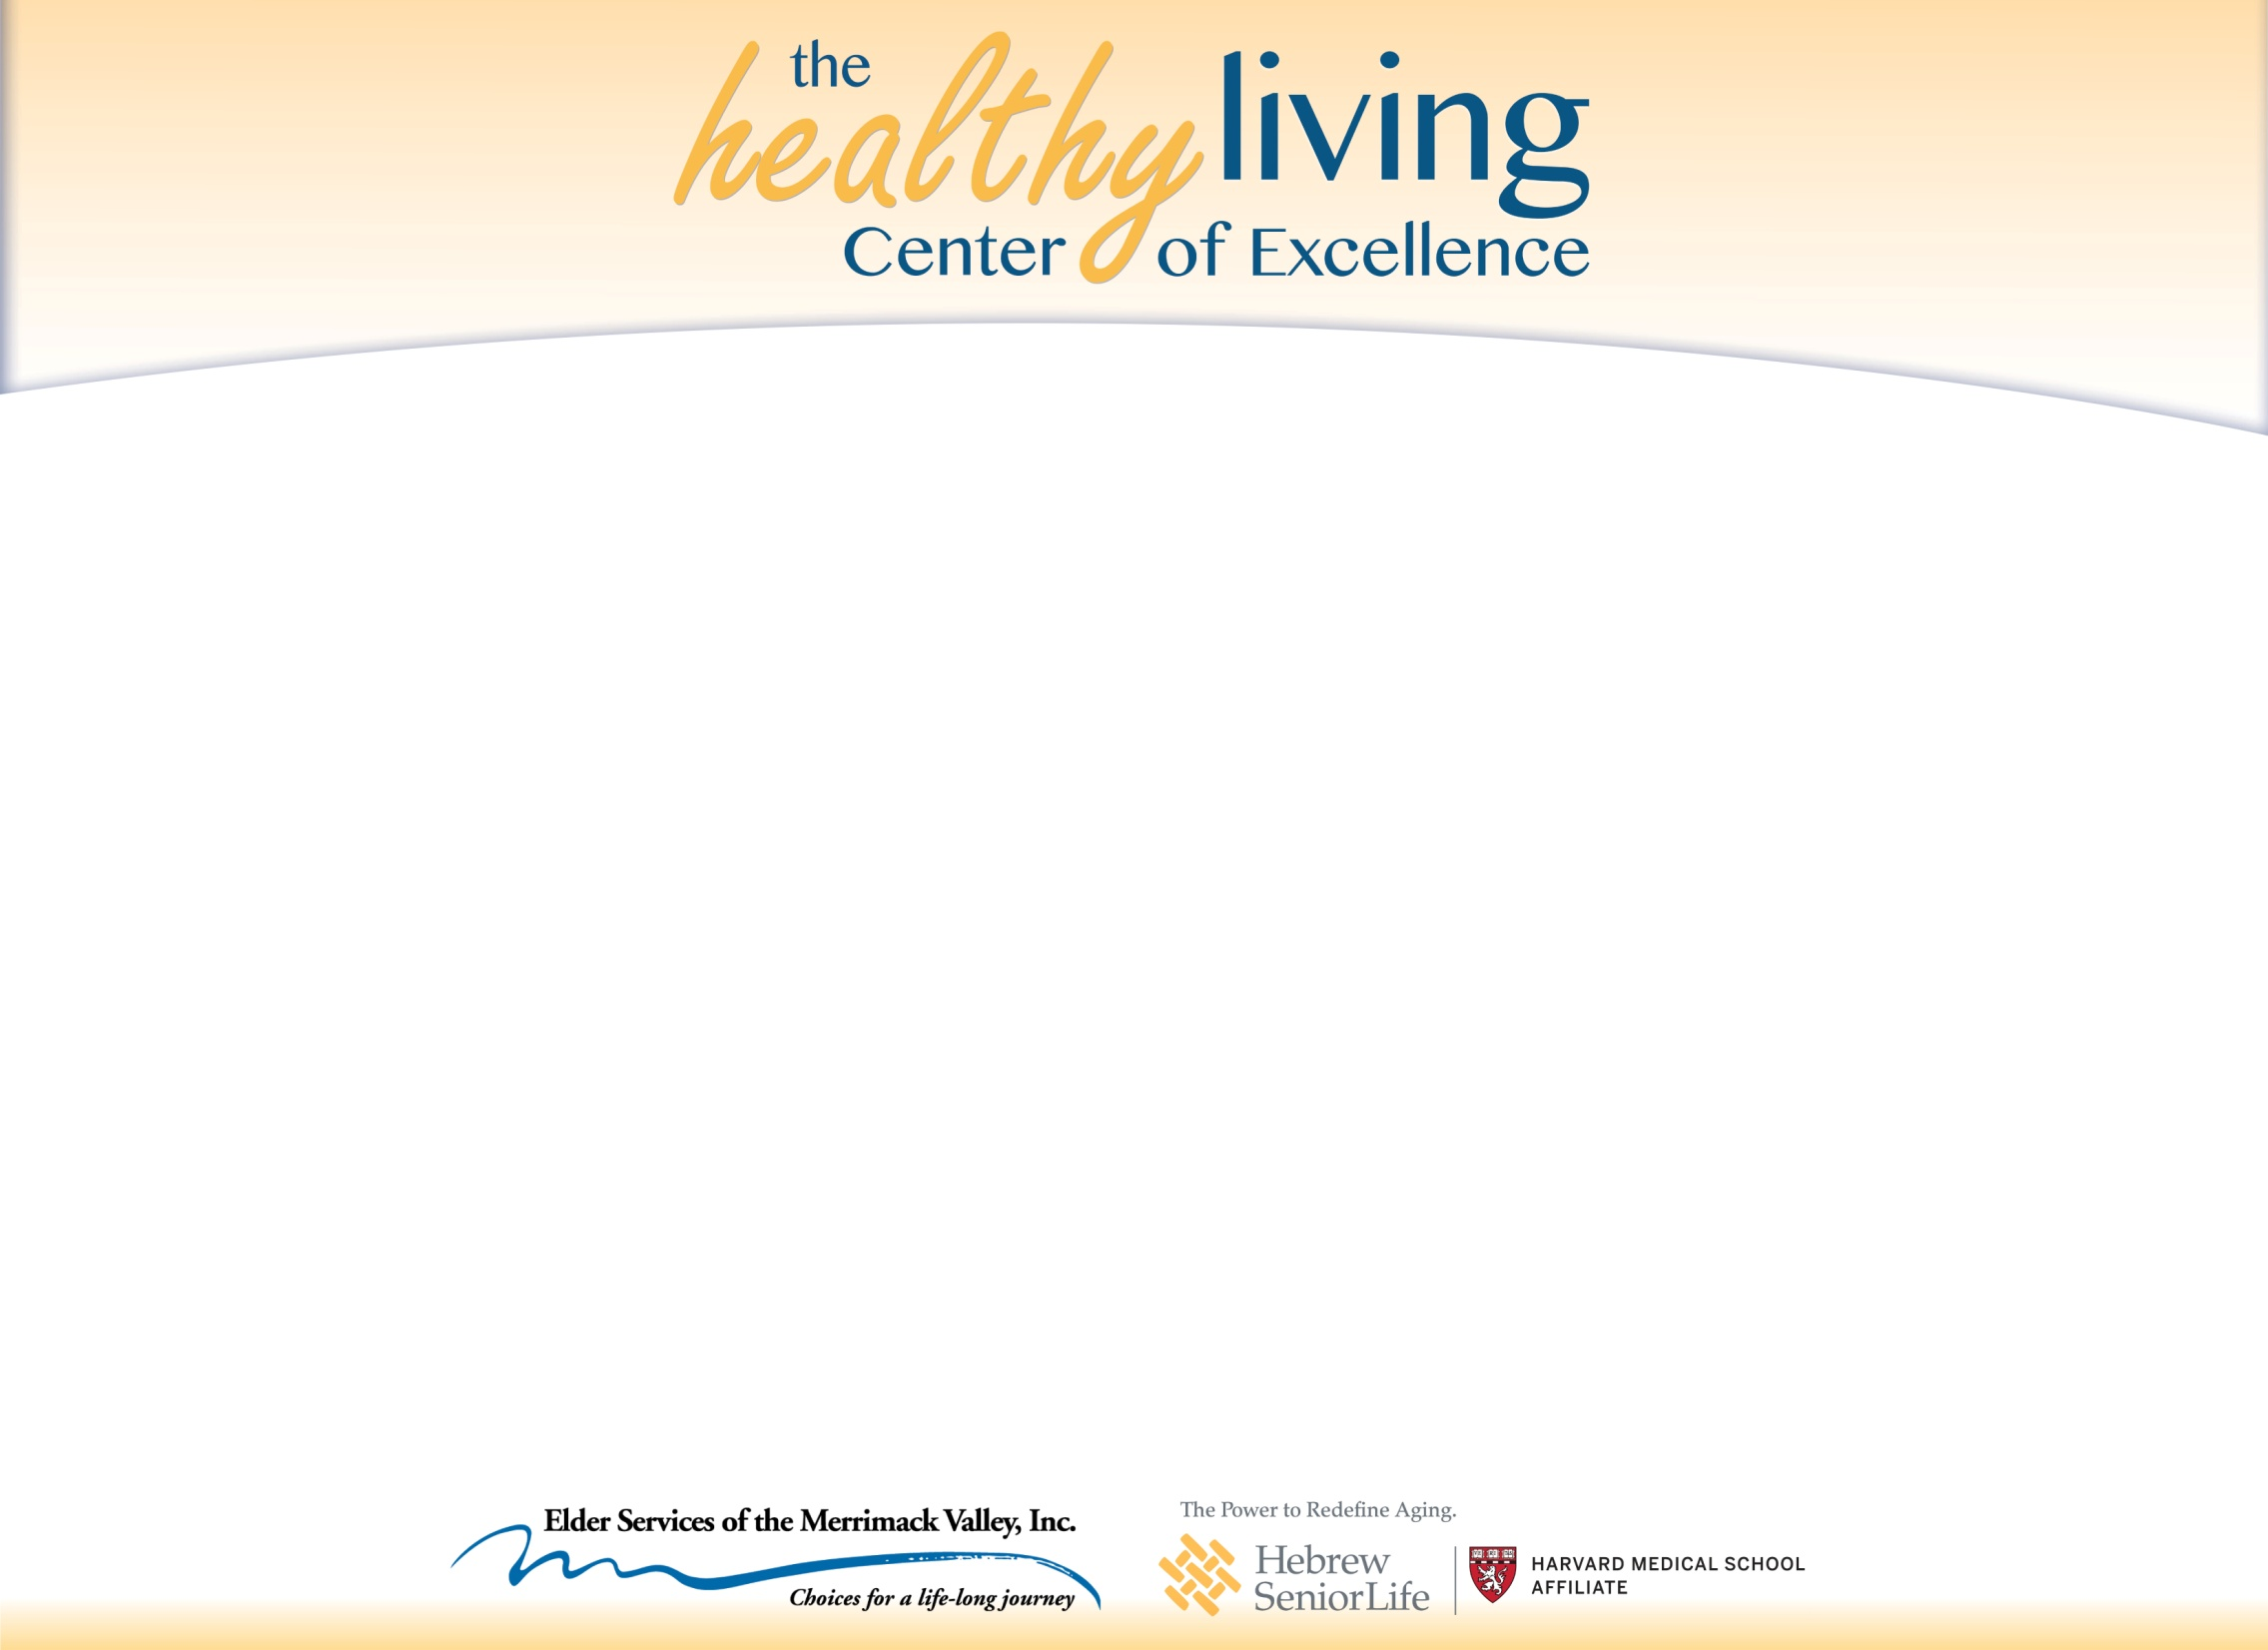 the
healthy living
Center of Excellence
Elder Services of the Merrimack Valley, Inc.
Choices for a life-long journey
The Power to Redefine Aging.
Hebrew
SeniorLife
HARVARD MEDICAL SCHOOL
AFFILIATE